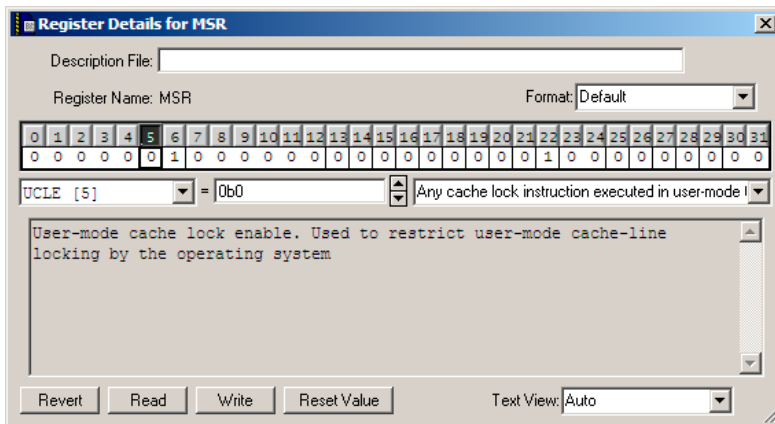 Register Details for MSR
Description File:
Register Name: MSR Format: Default
0 1 2 3 4 5 6 7 8 9 10 11 12 13 14 15 16 17 18 19 20 21 22 23 24 25 26 27 28 29 30 31
0 0 0 0 0 0 1 0 0 0 0 0 0 0 0 0 0 0 0 0 0 0 1 0 0 0 0 0 0 0 0 0
UCLE [5] = 0b0 Any cache lock instruction executed in user-mode
User-mode cache lock enable. Used to restrict user-mode cache-line
locking by the operating system
Revert Read Write Reset Value Text View: Auto